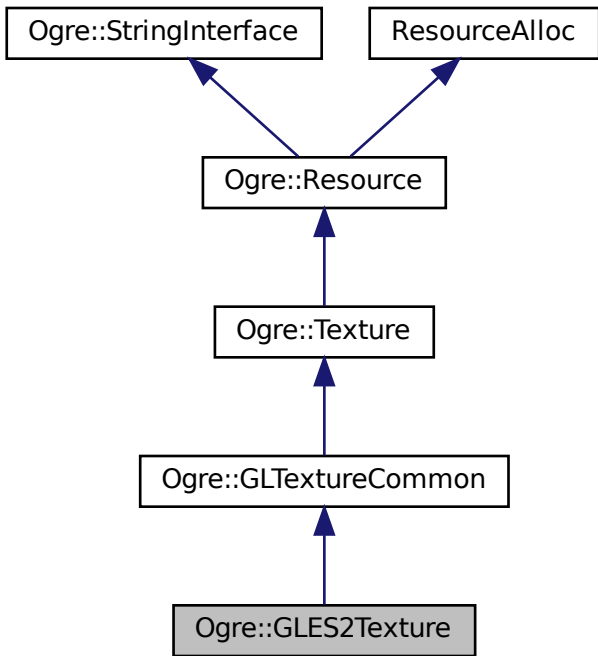 Ogre::StringInterface
ResourceAlloc
Ogre::Resource
Ogre::Texture
Ogre::GLTextureCommon
Ogre::GLES2Texture